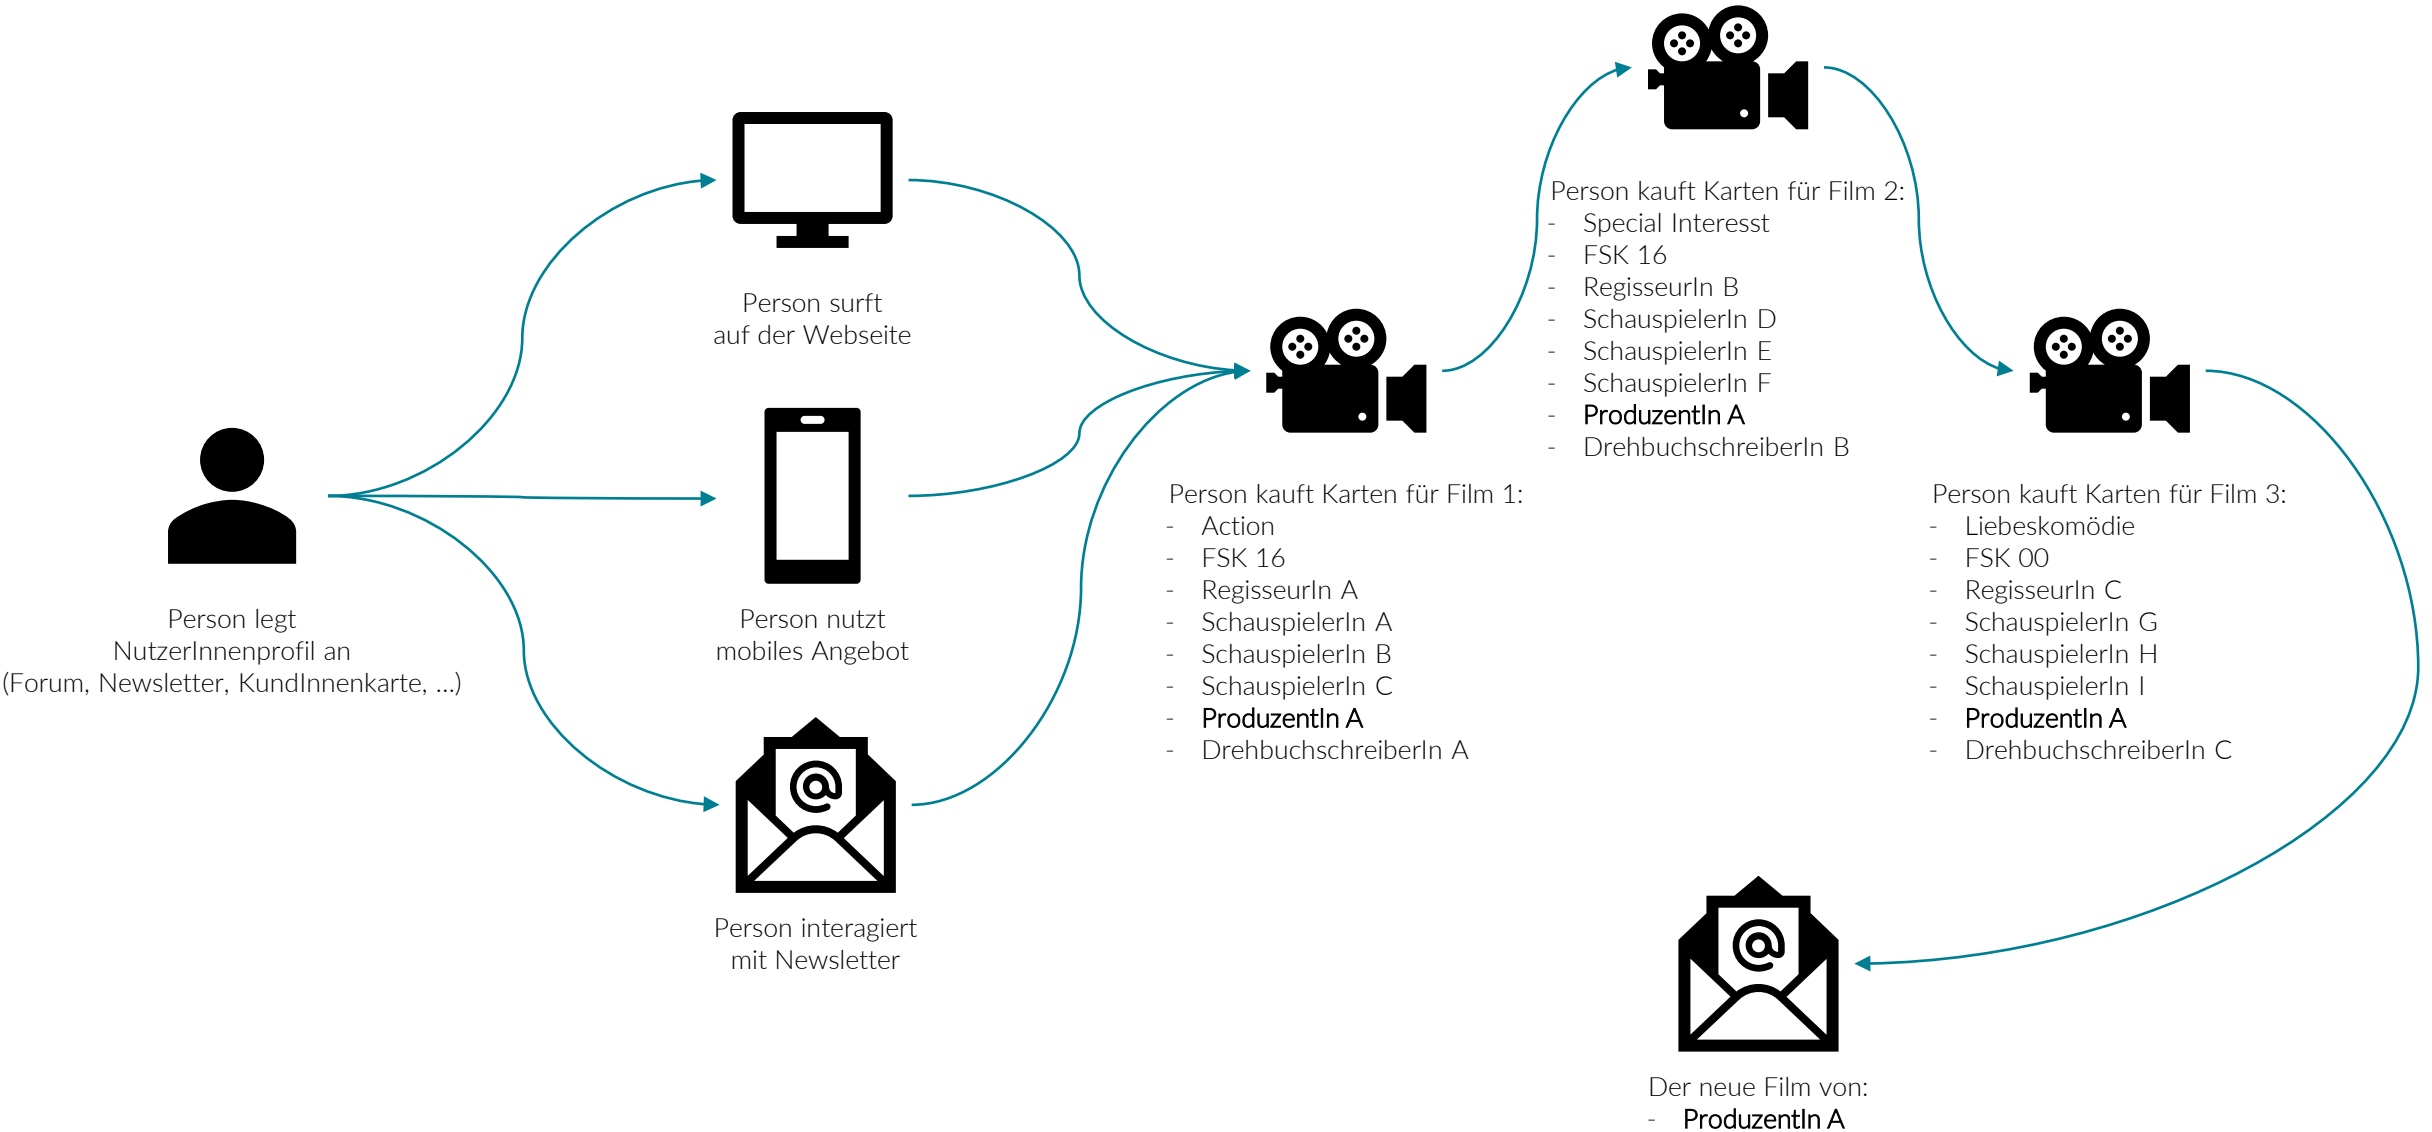 Person legt
NutzerInnenprofil an
(Forum, Newsletter, KundInnenkarte, ...)
Person surft
auf der Webseite
Person nutzt
mobiles Angebot
Person interagiert
mit Newsletter
Person kauft Karten für Film 1:
- Action
- FSK 16
- RegisseurIn A
- SchauspielerIn A
- SchauspielerIn B
- SchauspielerIn C
- ProduzentIn A
- DrehbuchschreiberIn A
Person kauft Karten für Film 2:
- Special Interesst
- FSK 16
- RegisseurIn B
- SchauspielerIn D
- SchauspielerIn E
- SchauspielerIn F
- ProduzentIn A
- DrehbuchschreiberIn B
Person kauft Karten für Film 3:
- Liebeskomödie
- FSK 00
- RegisseurIn C
- SchauspielerIn G
- SchauspielerIn H
- SchauspielerIn I
- ProduzentIn A
- DrehbuchschreiberIn C
Der neue Film von:
- ProduzentIn A